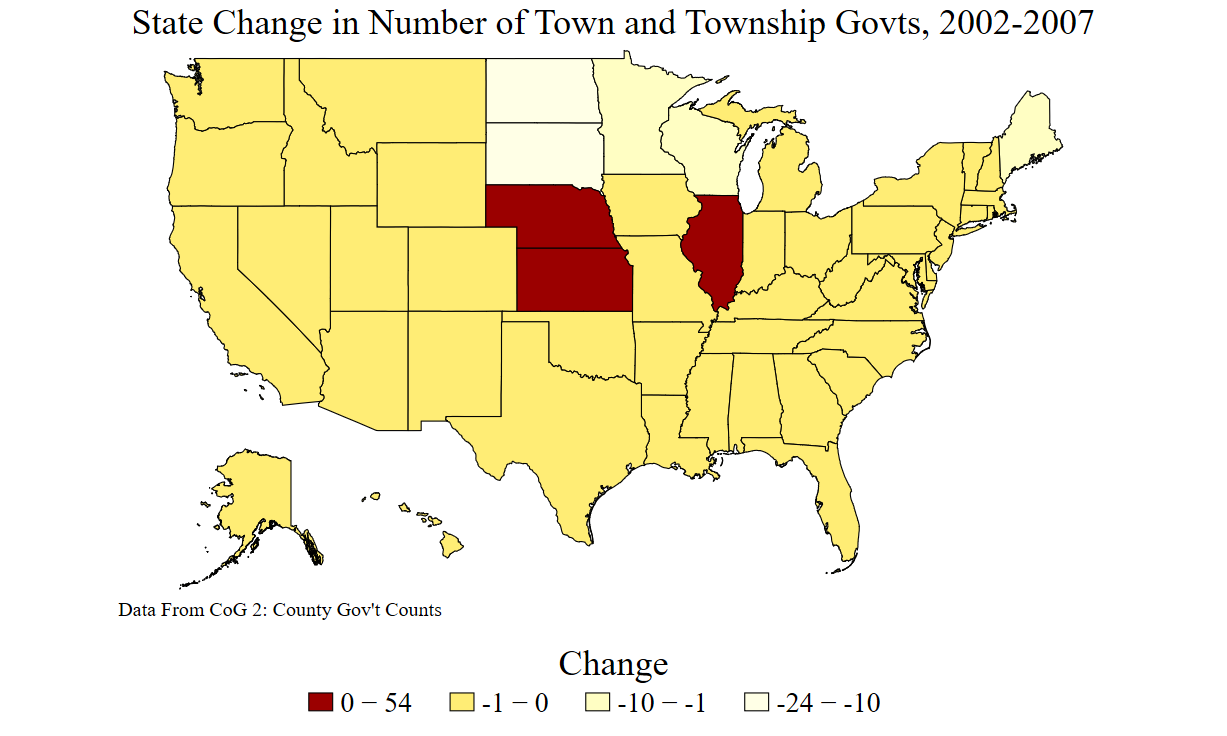 State Change in Number of Town and Township Govts, 2002-2007
Data From CoG 2: County Gov't Counts
Change
0 − 54 -1 − 0 -10 − -1 -24 − -10